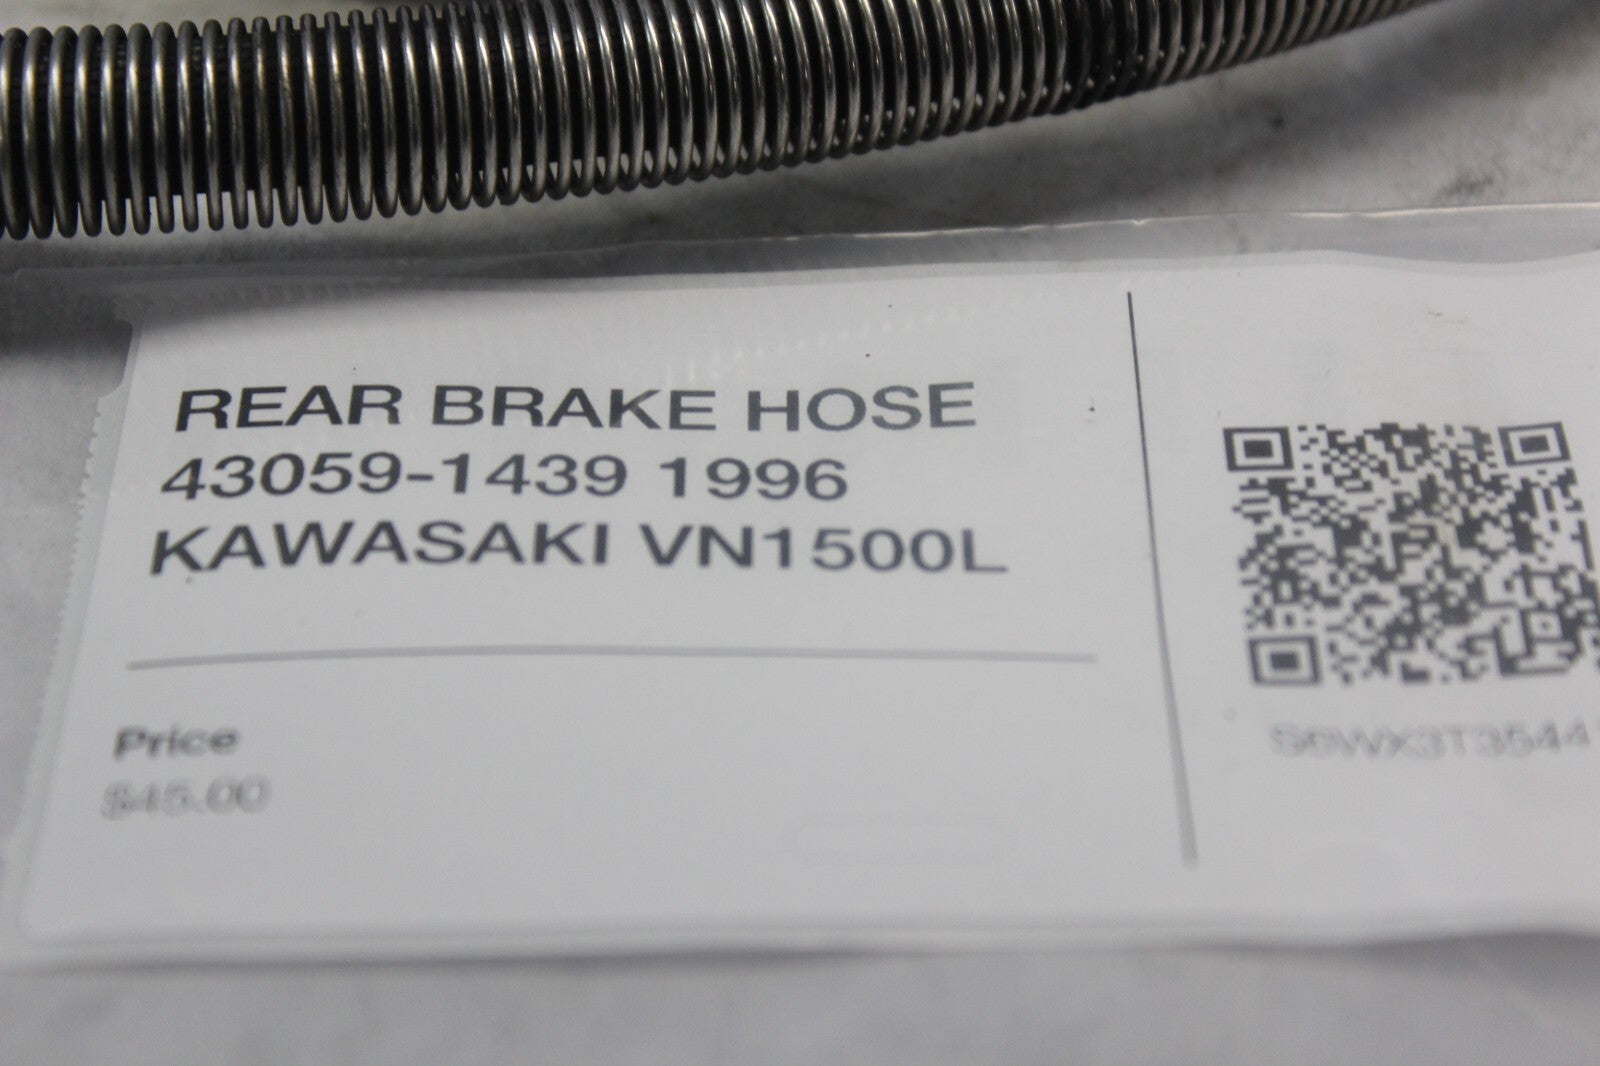 REAR BRAKE HOSE
43059-1439 1996
KAWASAKI VN1500L
Price
$45.00